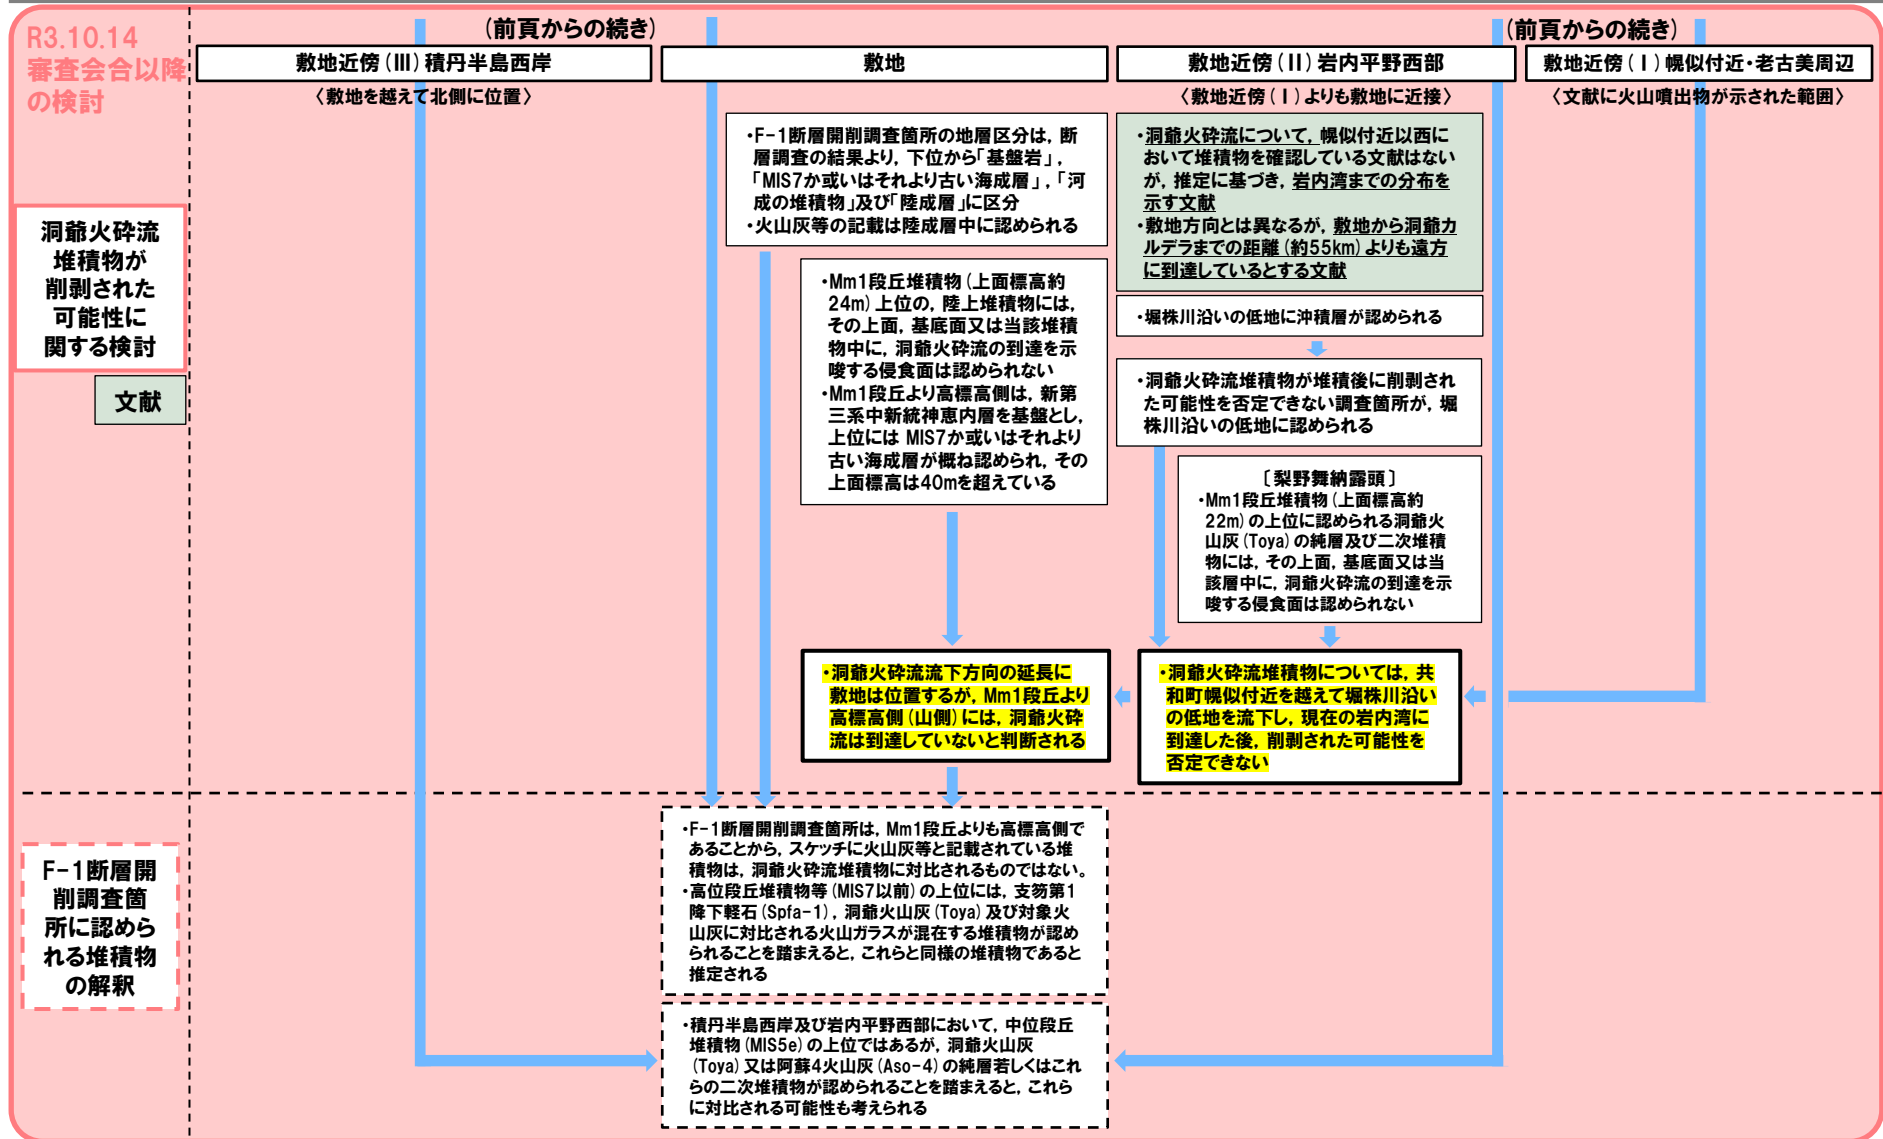 R3.10.14
審査会合以降
の検討
(前頁からの続き)
(前頁からの続き)
敷地近傍(Ⅲ)積丹半島西岸
敷地
敷地近傍(Ⅱ)岩内平野西部
敷地近傍(Ⅰ)幌似付近・老古美周辺
〈敷地を越えて北側に位置〉
〈敷地近傍(Ⅰ)よりも敷地に近接〉
〈文献に火山噴出物が示された範囲〉
洞爺火砕流
堆積物が
削剥された
可能性に
関する検討
文献
・F-1断層開削調査箇所の地層区分は，断
層調査の結果より，下位から「基盤岩」，
「MIS7か或いはそれより古い海成層」，「河
成の堆積物」及び「陸成層」に区分
・火山灰等の記載は陸成層中に認められる
・Mm1段丘堆積物(上面標高約
24m)上位の，陸上堆積物には，
その上面，基底面又は当該堆積
物中に，洞爺火砕流の到達を示
唆する侵食面は認められない
・Mm1段丘より高標高側は，新第
三系中新統神恵内層を基盤とし，
上位には MIS7か或いはそれより
古い海成層が概ね認められ，その
上面標高は40mを超えている
・洞爺火砕流流下方向の延長に
敷地は位置するが，Mm1段丘より
高標高側(山側)には，洞爺火砕
流は到達していないと判断される
・洞爺火砕流について，幌似付近以西に
おいて堆積物を確認している文献はない
が，推定に基づき，岩内湾までの分布を
示す文献
・敷地方向とは異なるが，敷地から洞爺カ
ルデラまでの距離(約55km)よりも遠方
に到達しているとする文献
・堀株川沿いの低地に沖積層が認められる
・洞爺火砕流堆積物が堆積後に削剥され
た可能性を否定できない調査箇所が，堀
株川沿いの低地に認められる
〔梨野舞納露頭〕
・Mm1段丘堆積物(上面標高約
22m)の上位に認められる洞爺火
山灰(Toya)の純層及び二次堆積
物には，その上面，基底面又は当
該層中に，洞爺火砕流の到達を示
唆する侵食面は認められない
・洞爺火砕流堆積物については，共
和町幌似付近を越えて堀株川沿い
の低地を流下し，現在の岩内湾に
到達した後，削剥された可能性を
否定できない
F-1断層開
削調査箇
所に認めら
れる堆積物
の解釈
・F-1断層開削調査箇所は，Mm1段丘よりも高標高側で
あることから，スケッチに火山灰等と記載されている堆
積物は，洞爺火砕流堆積物に対比されるものではない。
・高位段丘堆積物等(MIS7以前)の上位には，支笏第1
降下軽石(Spfa-1)，洞爺火山灰(Toya)及び対象火
山灰に対比される火山ガラスが混在する堆積物が認め
られることを踏まえると，これらと同様の堆積物であると
推定される
・積丹半島西岸及び岩内平野西部において，中位段丘
堆積物(MIS5e)の上位ではあるが，洞爺火山灰
(Toya)又は阿蘇4火山灰(Aso-4)の純層若しくはこれ
らの二次堆積物が認められることを踏まえると，これら
に対比される可能性も考えられる